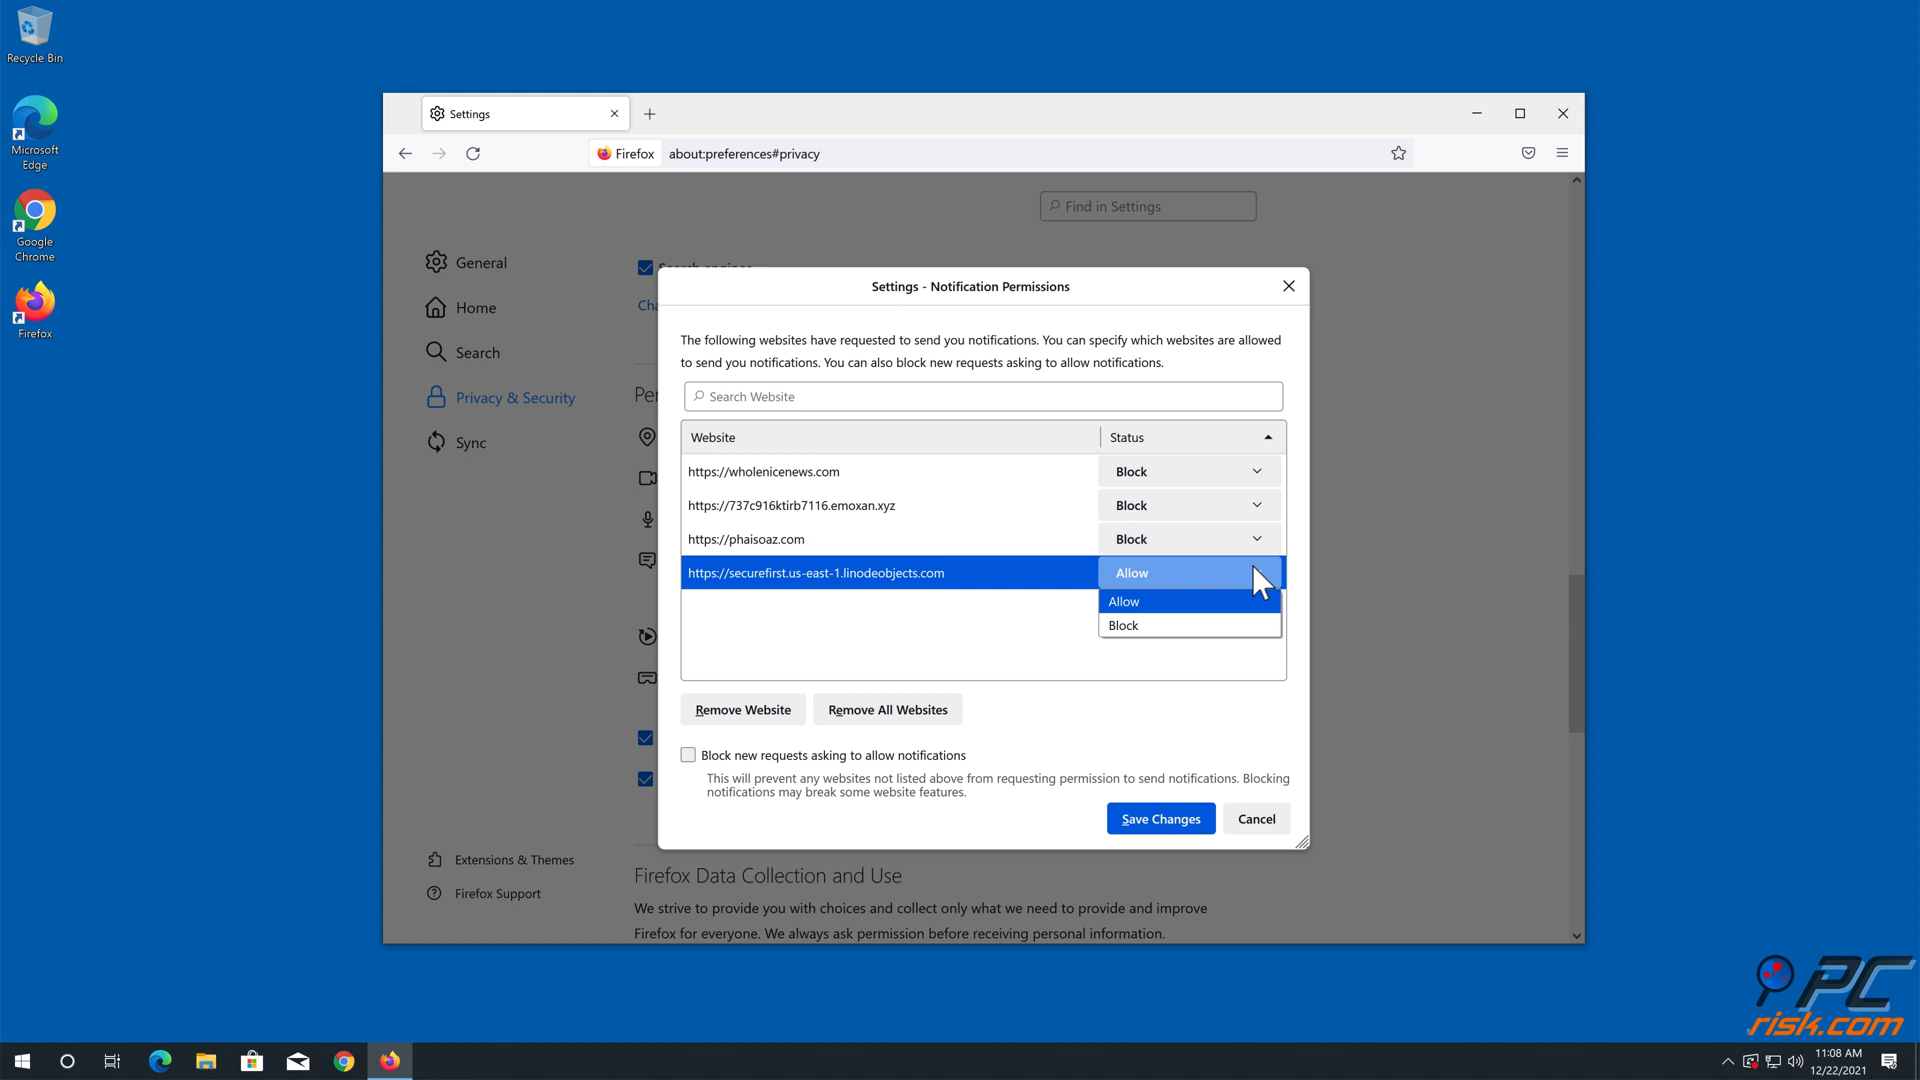 Recycle Bin
Microsoft
Edge
Google
Chrome
Firefox
Settings
Firefox about:preferences#privacy
Find in Settings
General
Home
Search
Privacy & Security
Sync
Extensions & Themes
Firefox Support
Settings - Notification Permissions
The following websites have requested to send you notifications. You can specify which websites are allowed
to send you notifications. You can also block new requests asking to allow notifications.
Search Website
Website Status
https://wholenicenews.com Block
https://737c916ktirb7116.emoxan.xyz Block
https://phaisoaz.com Block
https://securefirst.us-east-1.linodeobjects.com Allow
Allow
Block
Remove Website Remove All Websites
Block new requests asking to allow notifications
This will prevent any websites not listed above from requesting permission to send notifications. Blocking
notifications may break some website features.
Save Changes Cancel
Firefox Data Collection and Use
We strive to provide you with choices and collect only what we need to provide and improve
Firefox for everyone. We always ask permission before receiving personal information.
PC
risk.com
11:08 AM
12/22/2021